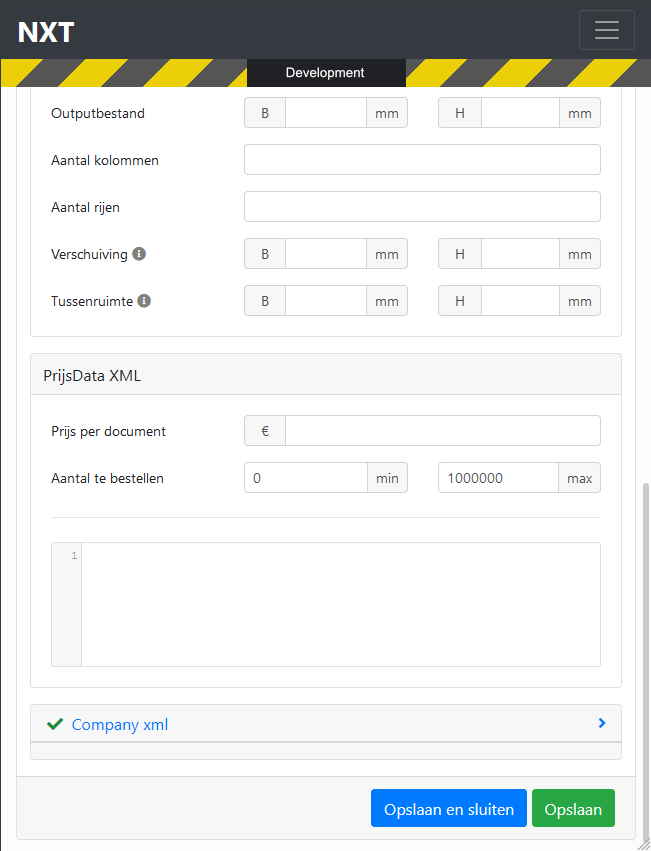 NXT
Development
Outputbestand B mm H mm
Aantal kolommen
Aantal rijen
Verschuiving B mm H mm
Tussenruimte B mm H mm
PrijsData XML
Prijs per document €
Aantal te bestellen 0 min 1000000 max
1
Company xml
Opslaan en sluiten Opslaan